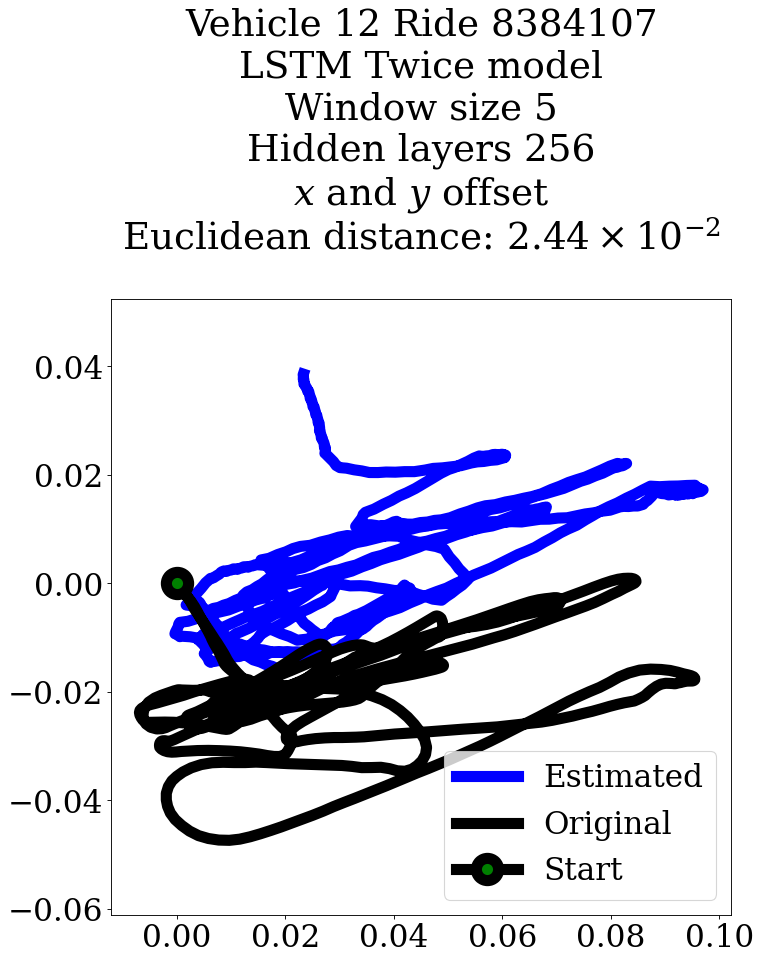 Vehicle 12 Ride 8384107
LSTM Twice model
Window size 5
Hidden layers 256
x and y offset
Euclidean distance: 2.44 × 10⁻²
0.04
0.02
0.00
−0.02
−0.04
−0.06
Estimated
Original
Start
0.00 0.02 0.04 0.06 0.08 0.10